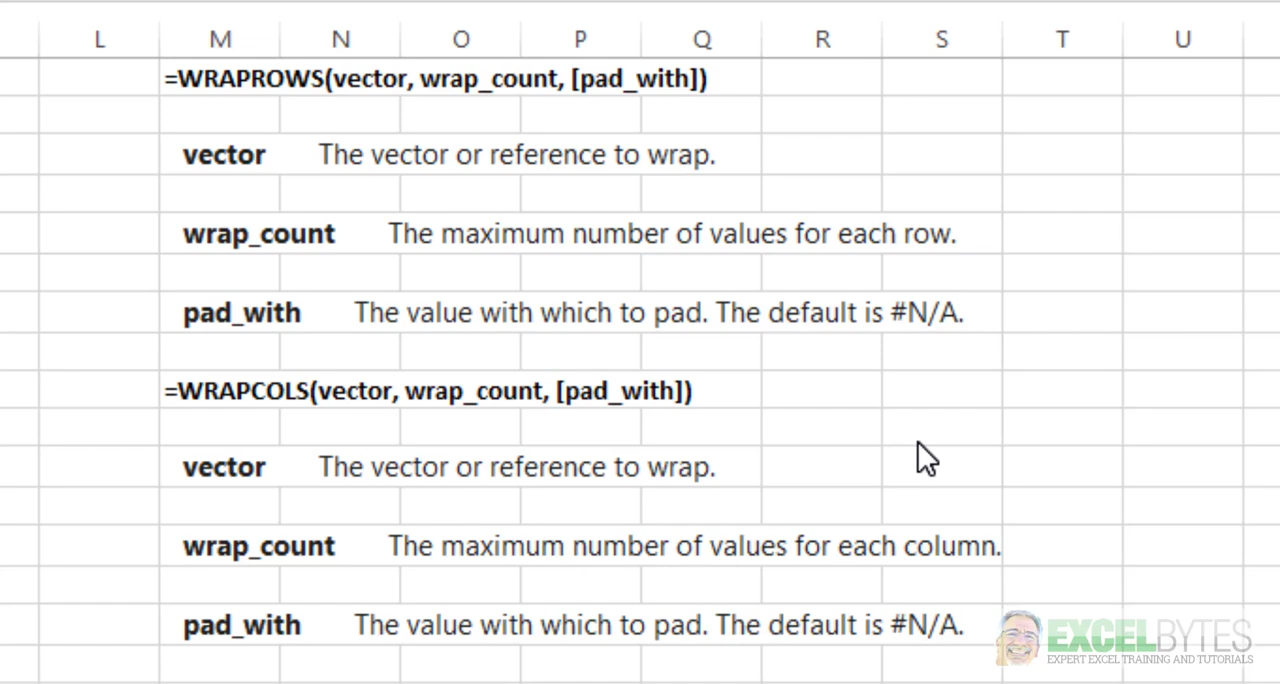 L M N O P Q R S T U
=WRAPROWS(vector, wrap_count, [pad_with])
vector The vector or reference to wrap.
wrap_count The maximum number of values for each row.
pad_with The value with which to pad. The default is #N/A.
=WRAPCOLS(vector, wrap_count, [pad_with])
vector The vector or reference to wrap.
wrap_count The maximum number of values for each column.
pad_with The value with which to pad. The default is #N/A.
EXCELBYTES
EXPERT EXCEL TRAINING AND TUTORIALS